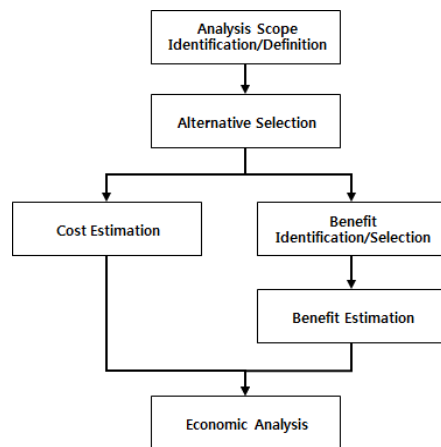 Analysis Scope
Identification/Definition
Alternative Selection
Cost Estimation
Benefit
Identification/Selection
Benefit Estimation
Economic Analysis